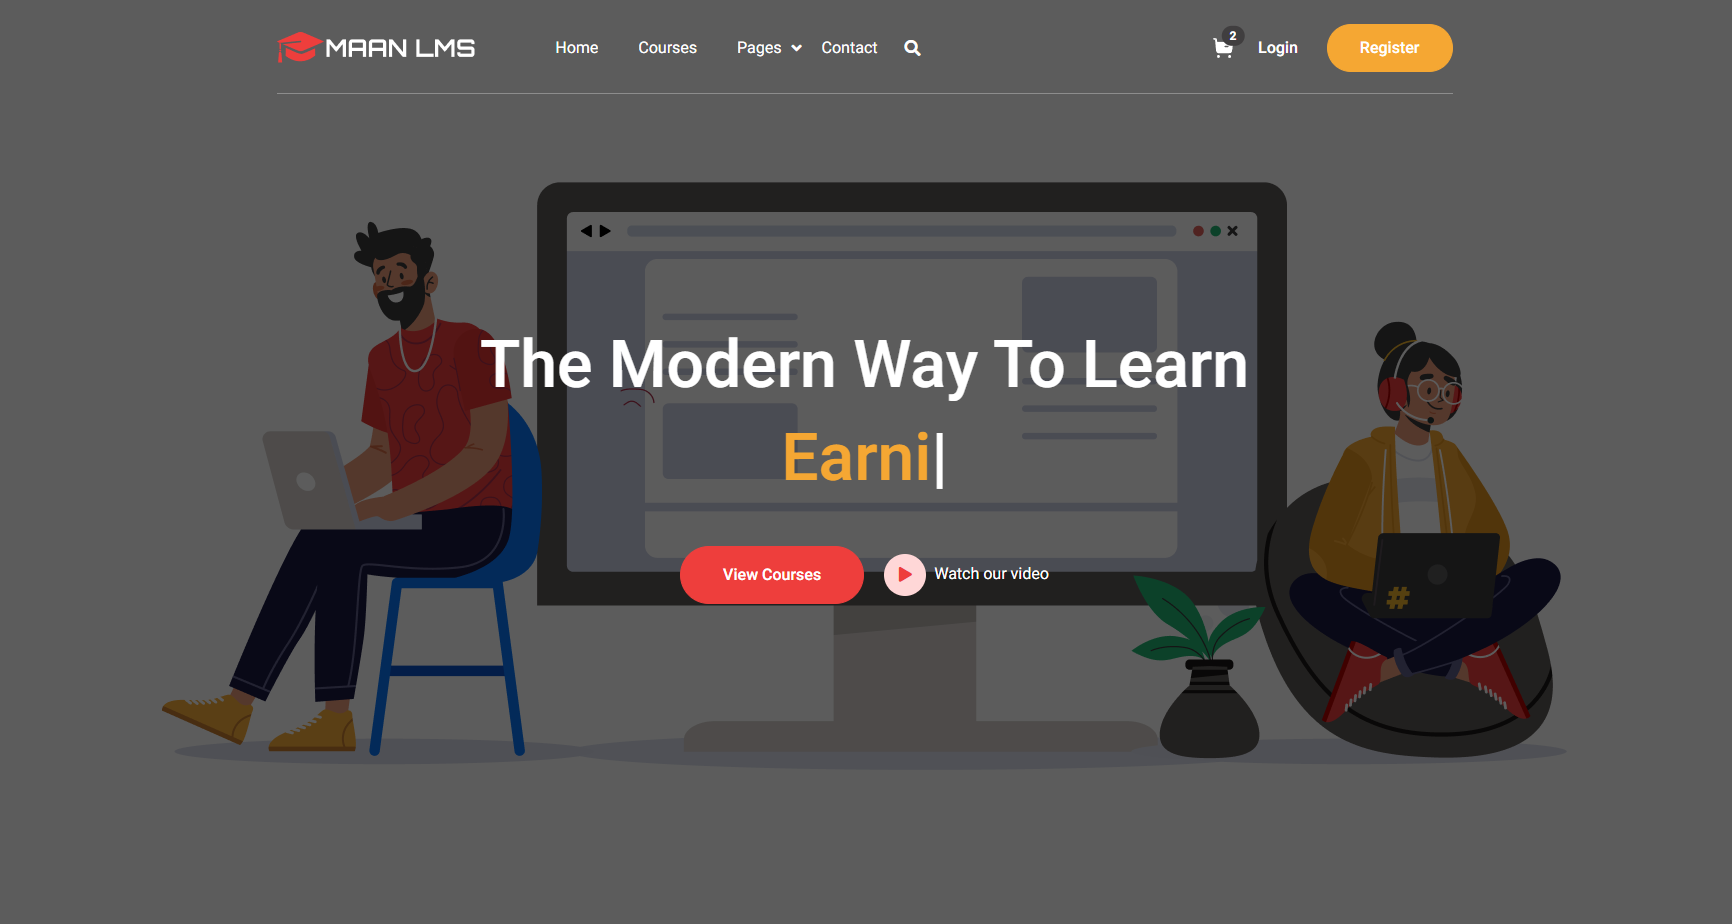 MAAN LMS
Home Courses Pages Contact
2
Login
Register
The Modern Way To Learn
Earni|
View Courses
Watch our video
#